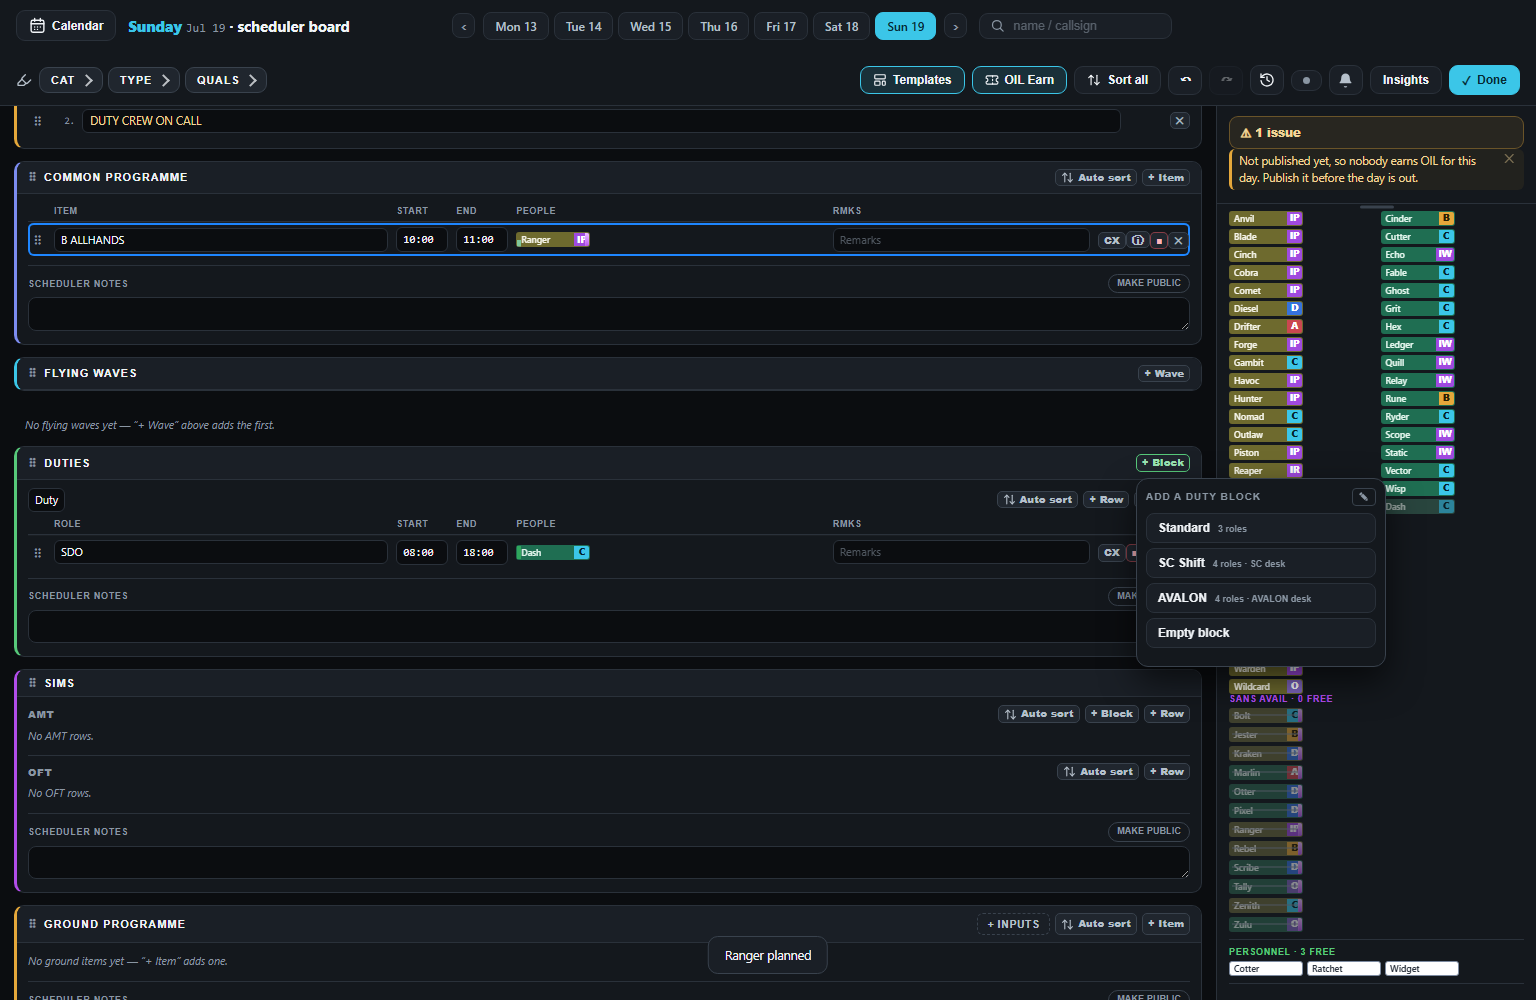 Calendar
Sunday Jul 19 · scheduler board
‹ Mon 13 Tue 14 Wed 15 Thu 16 Fri 17 Sat 18 Sun 19 ›
name / callsign
CAT TYPE QUALS
Templates OIL Earn Sort all Insights ✓ Done
2. DUTY CREW ON CALL
COMMON PROGRAMME
Auto sort + Item
ITEM START END PEOPLE RMKS
B ALLHANDS 10:00 11:00 Ranger IP Remarks CX
SCHEDULER NOTES MAKE PUBLIC
FLYING WAVES
+ Wave
No flying waves yet — "+ Wave" above adds the first.
DUTIES
+ Block
Duty
Auto sort + Row
ROLE START END PEOPLE RMKS
SDO 08:00 18:00 Dash C Remarks CX
SCHEDULER NOTES
ADD A DUTY BLOCK
Standard 3 roles
SC Shift 4 roles · SC desk
AVALON 4 roles · AVALON desk
Empty block
SIMS
AMT
Auto sort + Block + Row
No AMT rows.
OFT
Auto sort + Row
No OFT rows.
SCHEDULER NOTES MAKE PUBLIC
GROUND PROGRAMME
+ INPUTS Auto sort + Item
No ground items yet — "+ Item" adds one.
Ranger planned
SCHEDULER NOTES MAKE PUBLIC
⚠ 1 issue
Not published yet, so nobody earns OIL for this
day. Publish it before the day is out.
Anvil IP Cinder B
Blade IP Cutter C
Cinch IP Echo IW
Cobra IP Fable C
Comet IP Ghost C
Diesel D Grit C
Drifter A Hex C
Forge IP Ledger IW
Gambit C Quill IW
Havoc IP Relay IW
Hunter IP Rune B
Nomad C Ryder C
Outlaw C Scope IW
Piston IP Static IW
Reaper IR Vector C
Wisp C
Dash C
Warden IP
Wildcard O
SANS AVAIL · 0 FREE
Bolt C
Jester B
Kraken D
Marlin A
Otter D
Pixel D
Ranger IP
Rebel B
Scribe D
Tally O
Zenith C
Zulu O
PERSONNEL · 3 FREE
Cotter Ratchet Widget